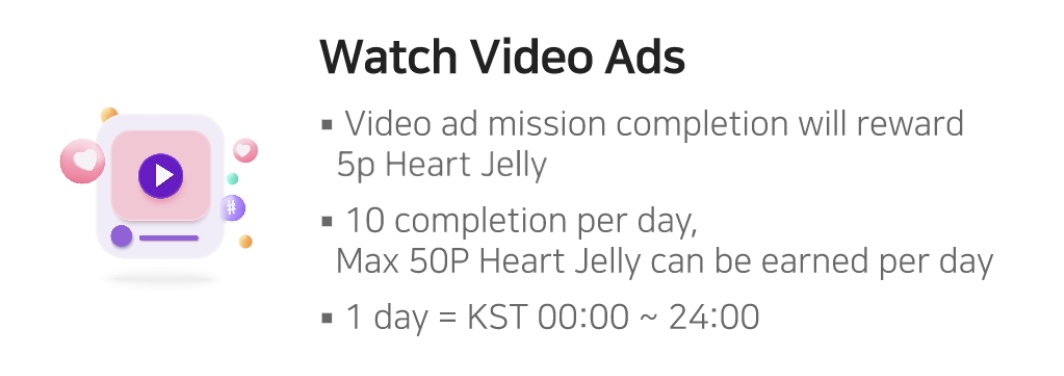 Watch Video Ads
▪ Video ad mission completion will reward
5p Heart Jelly
▪ 10 completion per day,
Max 50P Heart Jelly can be earned per day
▪ 1 day = KST 00:00 ~ 24:00
#